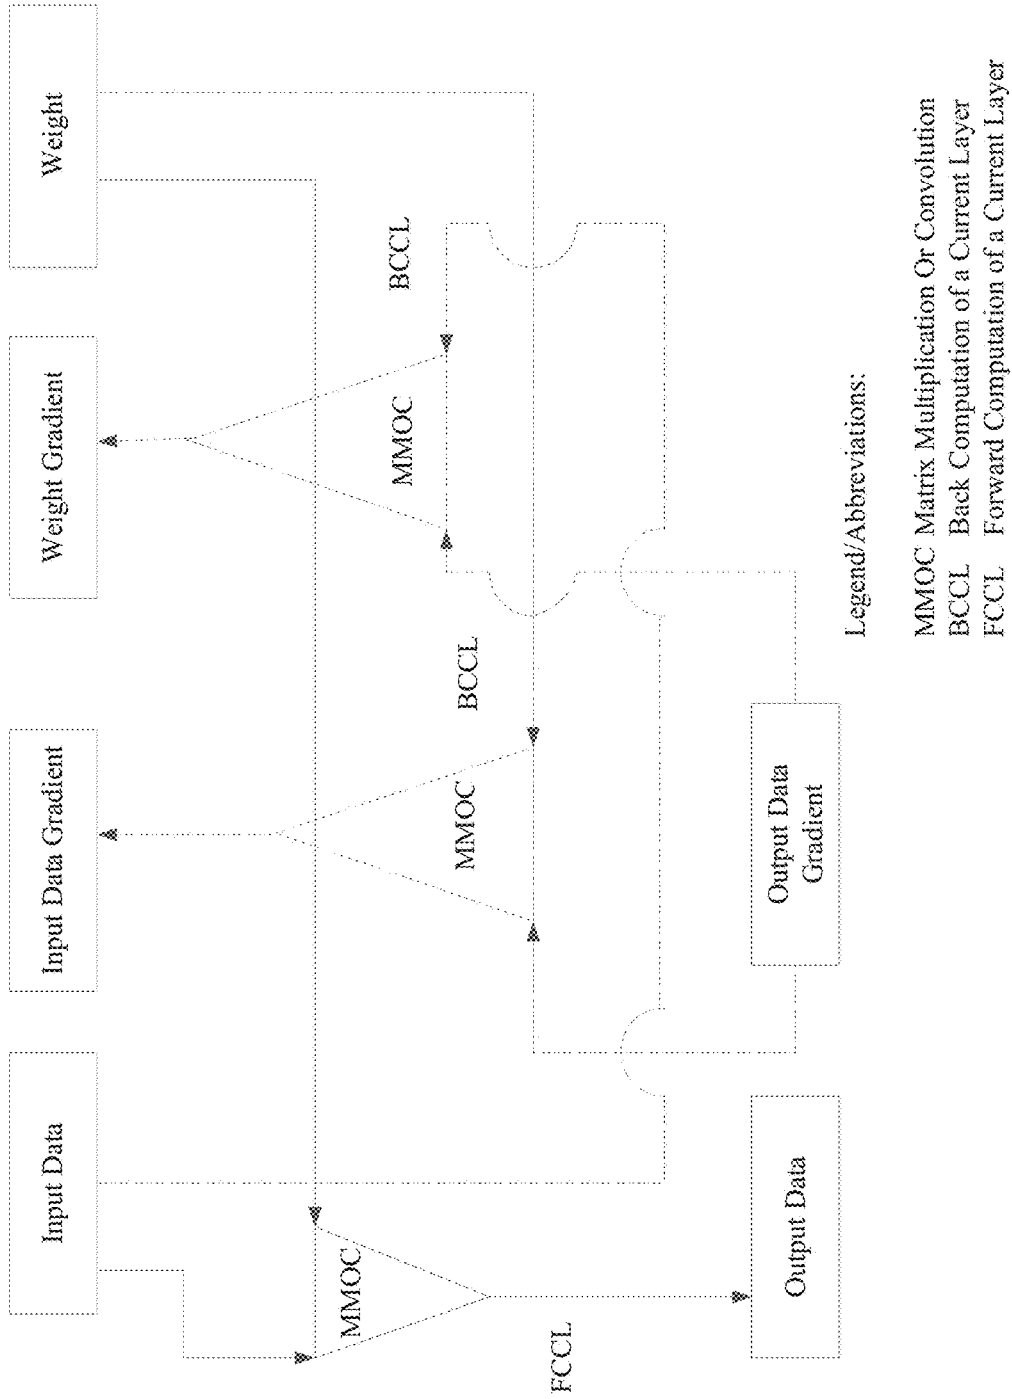 Input Data
Input Data Gradient
Weight Gradient
Weight
MMOC
FCCL
MMOC
BCCL
MMOC
BCCL
Output Data
Output Data
Gradient
Legend/Abbreviations:
MMOC Matrix Multiplication Or Convolution
BCCL Back Computation of a Current Layer
FCCL Forward Computation of a Current Layer